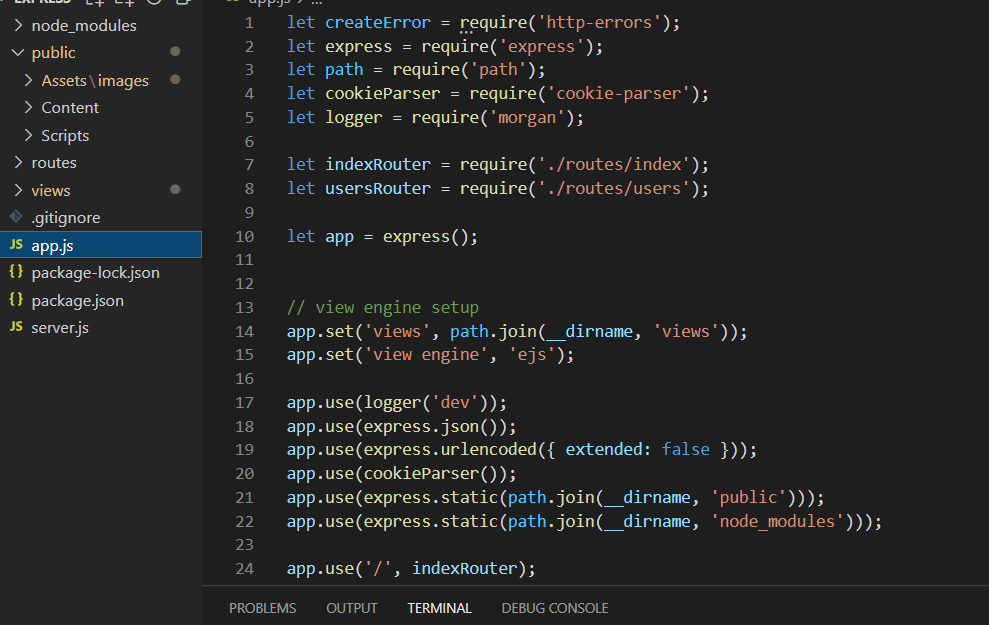 EXPRESS
node_modules
public
Assets\images
Content
Scripts
routes
views
.gitignore
JS app.js
{} package-lock.json
{} package.json
JS server.js
app.js > ...
1 let createError = require('http-errors');
2 let express = require('express');
3 let path = require('path');
4 let cookieParser = require('cookie-parser');
5 let logger = require('morgan');
6
7 let indexRouter = require('./routes/index');
8 let usersRouter = require('./routes/users');
9
10 let app = express();
11
12
13 // view engine setup
14 app.set('views', path.join(__dirname, 'views'));
15 app.set('view engine', 'ejs');
16
17 app.use(logger('dev'));
18 app.use(express.json());
19 app.use(express.urlencoded({ extended: false }));
20 app.use(cookieParser());
21 app.use(express.static(path.join(__dirname, 'public')));
22 app.use(express.static(path.join(__dirname, 'node_modules')));
23
24 app.use('/', indexRouter);
PROBLEMS OUTPUT TERMINAL DEBUG CONSOLE